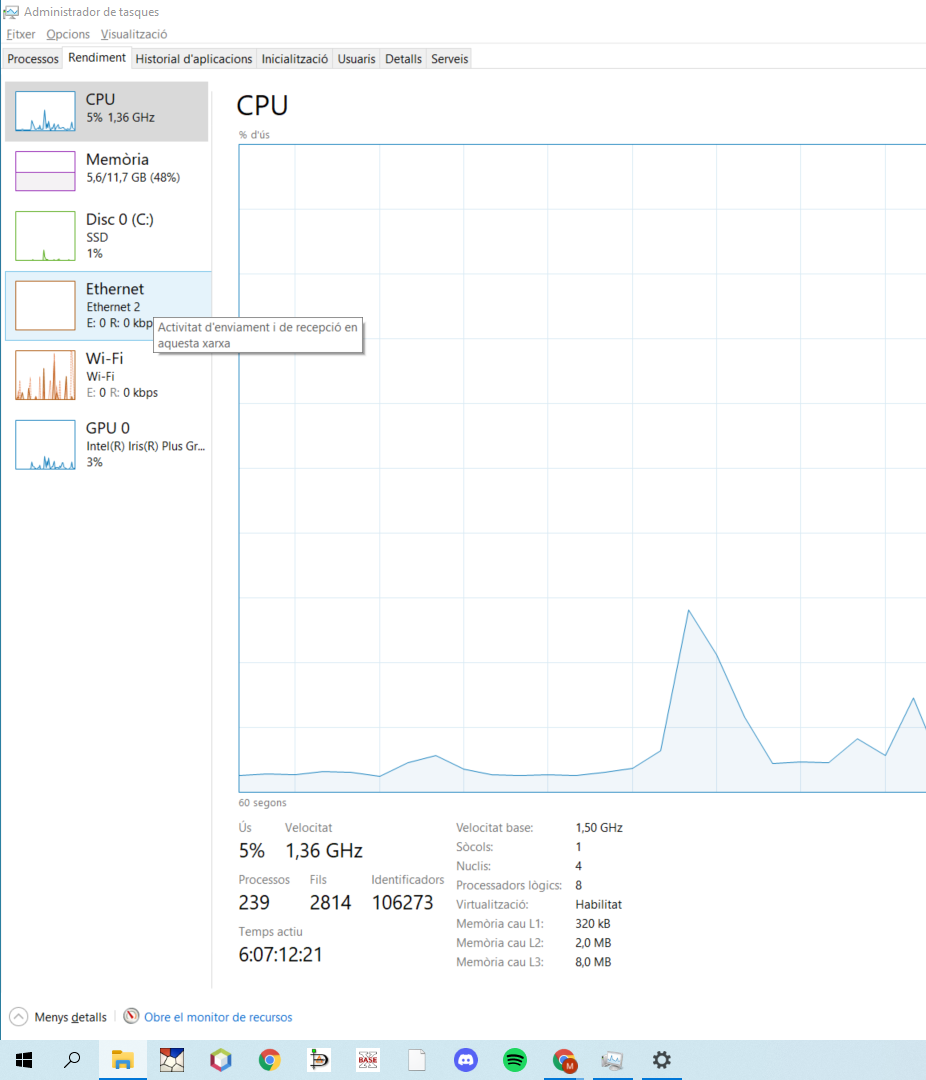 Administrador de tasques
Fitxer Opcions Visualització
Processos Rendiment Historial d'aplicacions Inicialització Usuaris Detalls Serveis
CPU
5% 1,36 GHz
Memòria
5,6/11,7 GB (48%)
Disc 0 (C:)
SSD
1%
Ethernet
Ethernet 2
E: 0 R: 0 kbp
Activitat d'enviament i de recepció en
aquesta xarxa
Wi-Fi
Wi-Fi
E: 0 R: 0 kbps
GPU 0
Intel(R) Iris(R) Plus Gr...
3%
CPU
% d'ús
60 segons
Ús Velocitat
5% 1,36 GHz
Processos Fils Identificadors
239 2814 106273
Temps actiu
6:07:12:21
Velocitat base: 1,50 GHz
Sòcols: 1
Nuclis: 4
Processadors lògics: 8
Virtualització: Habilitat
Memòria cau L1: 320 kB
Memòria cau L2: 2,0 MB
Memòria cau L3: 8,0 MB
Menys detalls Obre el monitor de recursos
BASE
M